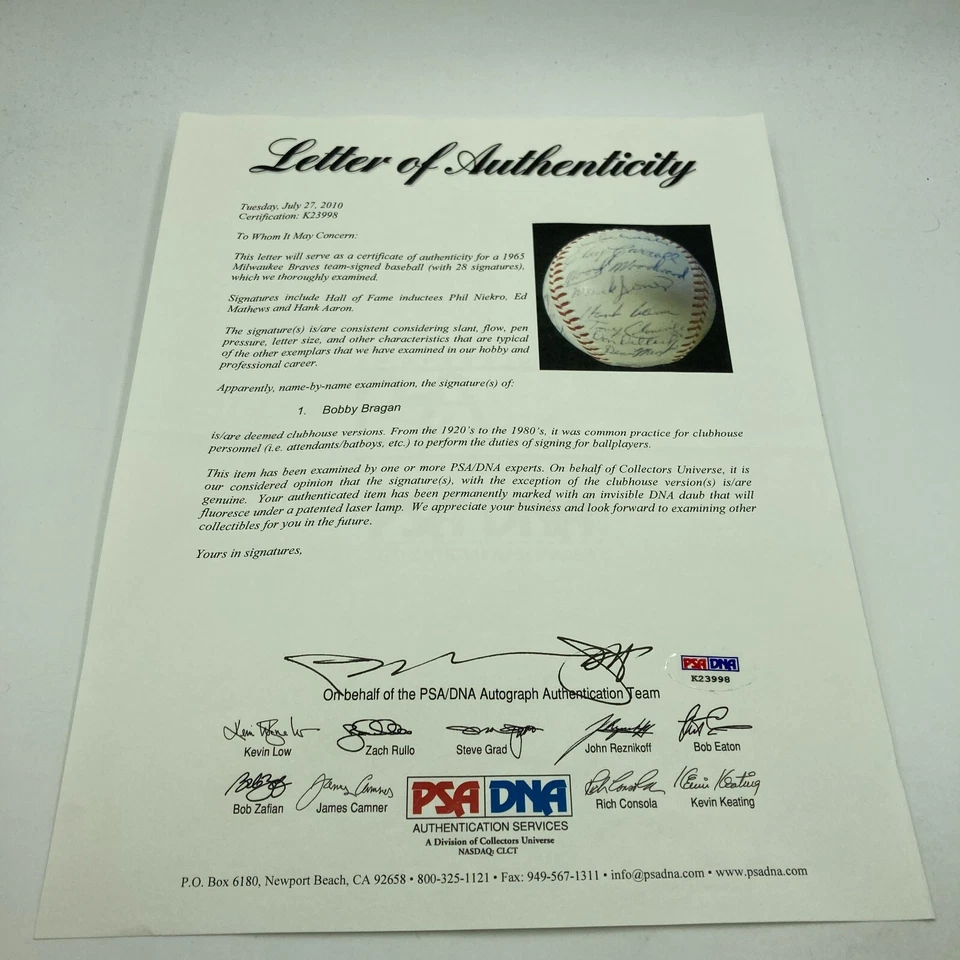 Letter of Authenticity
Tuesday, July 27, 2010
Certification: K23998
To Whom It May Concern:
This letter will serve as a certificate of authenticity for a 1965
Milwaukee Braves team-signed baseball (with 28 signatures),
which we thoroughly examined.
Signatures include Hall of Fame inductees Phil Niekro, Ed
Mathews and Hank Aaron.
The signature(s) is/are consistent considering slant, flow, pen
pressure, letter size, and other characteristics that are typical
of the other exemplars that we have examined in our hobby and
professional career.
Hank Aaron
Apparently, name-by-name examination, the signature(s) of:
1. Bobby Bragan
is/are deemed clubhouse versions. From the 1920's to the 1980's, it was common practice for clubhouse
personnel (i.e. attendants/batboys, etc.) to perform the duties of signing for ballplayers.
This item has been examined by one or more PSA/DNA experts. On behalf of Collectors Universe, it is
our considered opinion that the signature(s), with the exception of the clubhouse version(s) is/are
genuine. Your authenticated item has been permanently marked with an invisible DNA daub that will
fluoresce under a patented laser lamp. We appreciate your business and look forward to examining other
collectibles for you in the future.
Yours in signatures,
PSA DNA
K23998
On behalf of the PSA/DNA Autograph Authentication Team
Kevin Low Zach Rullo Steve Grad John Reznikoff Bob Eaton
James Camner Kevin Keating
Bob Zafian James Camner Rich Consola Kevin Keating
PSA DNA
AUTHENTICATION SERVICES
A Division of Collectors Universe
NASDAQ: CLCT
P.O. Box 6180, Newport Beach, CA 92658 • 800-325-1121 • Fax: 949-567-1311 • info@psadna.com • www.psadna.com